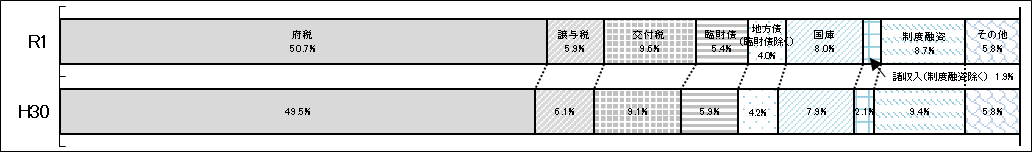 R1
府税
50.7%
譲与税
5.9%
交付税
9.6%
臨財債
5.4%
地方債
(臨財債除く)
4.0%
国庫
8.0%
制度融資
8.7%
その他
5.8%
諸収入(制度融資除く) 1.9%
H30
49.5%
6.1%
9.1%
5.9%
4.2%
7.9%
2.1%
9.4%
5.8%